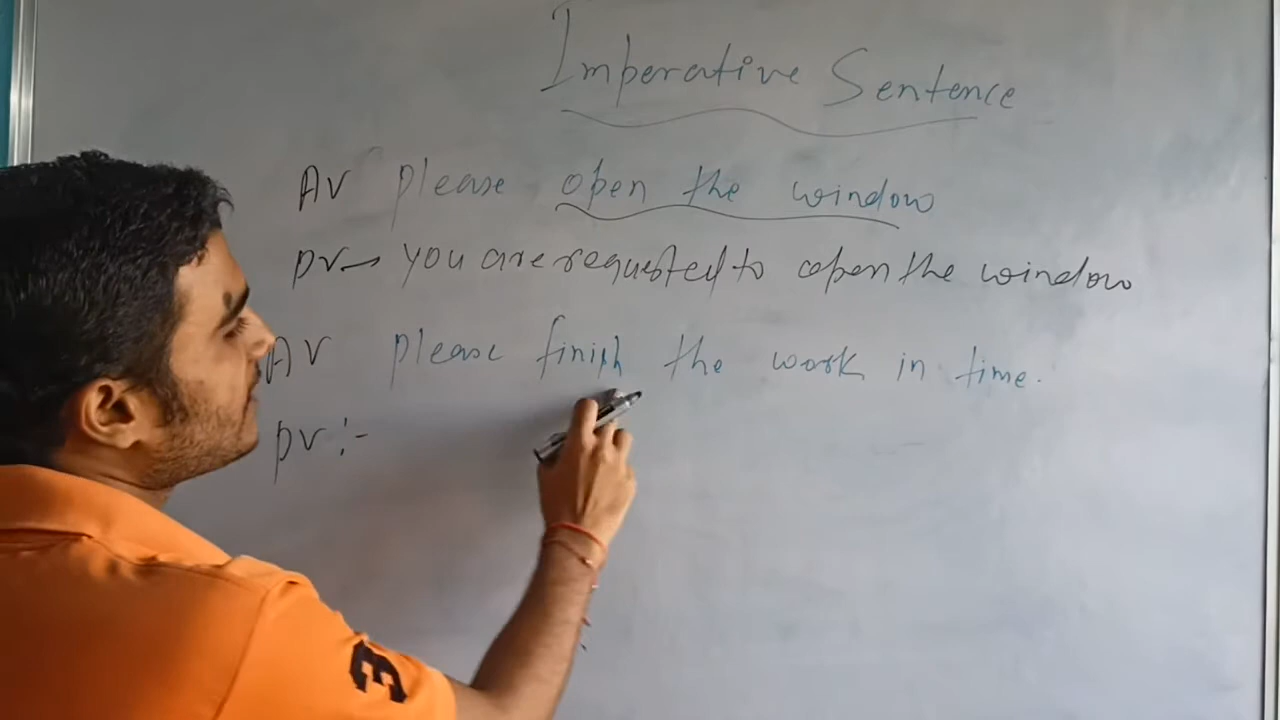 Imperative Sentence
AV please open the window
PV → you are requested to open the window
AV please finish the work in time.
PV :-
3